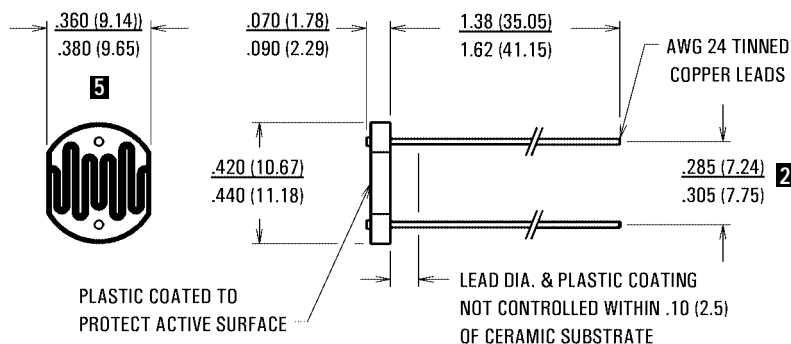 .360 (9.14))
.380 (9.65)
5
.070 (1.78)
.090 (2.29)
1.38 (35.05)
1.62 (41.15)
AWG 24 TINNED
COPPER LEADS
.420 (10.67)
.440 (11.18)
.285 (7.24)
.305 (7.75)
2
PLASTIC COATED TO
PROTECT ACTIVE SURFACE
LEAD DIA. & PLASTIC COATING
NOT CONTROLLED WITHIN .10 (2.5)
OF CERAMIC SUBSTRATE